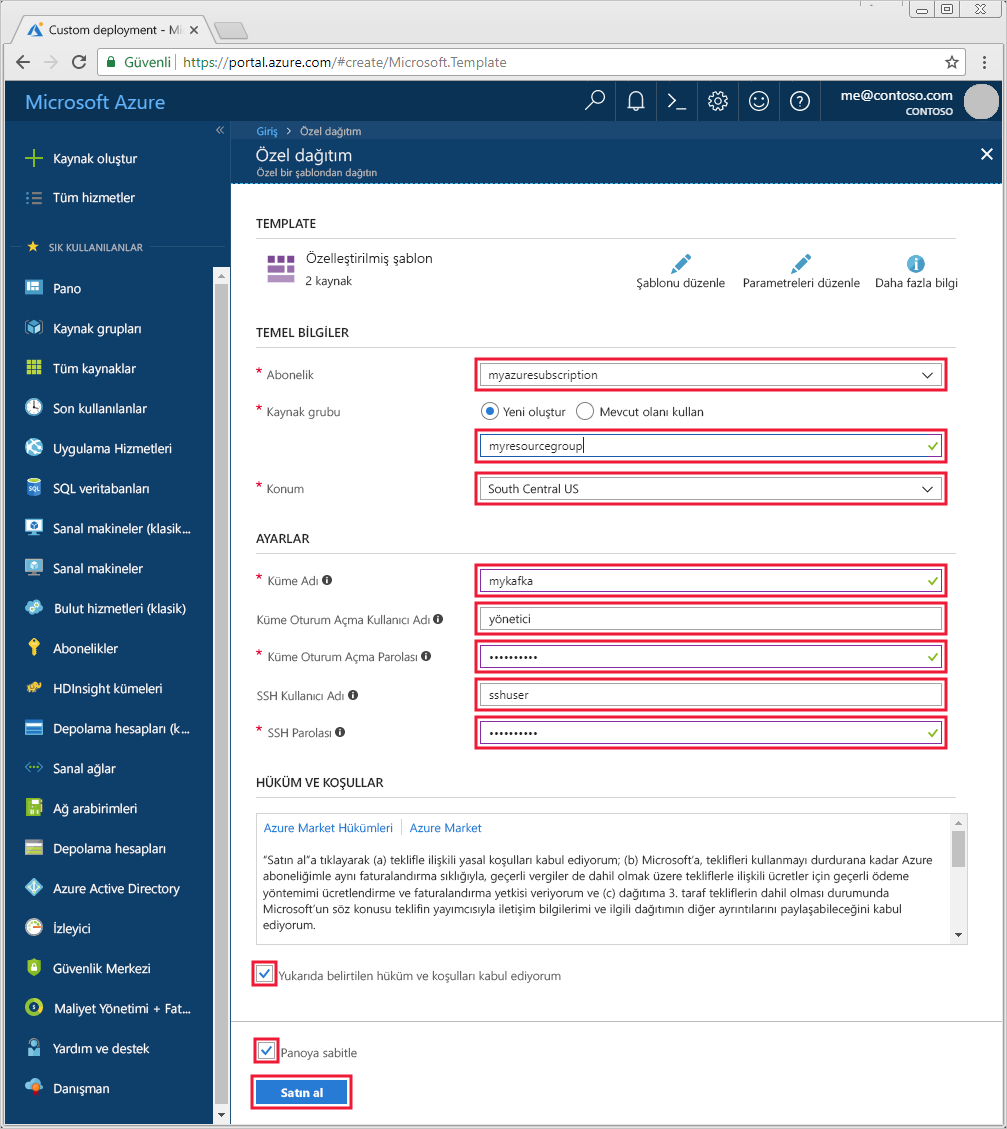 Custom deployment - Mi
Güvenli https://portal.azure.com/#create/Microsoft.Template
Microsoft Azure
me@contoso.com
CONTOSO
Kaynak oluştur
Tüm hizmetler
SIK KULLANILANLAR
Pano
Kaynak grupları
Tüm kaynaklar
Son kullanılanlar
Uygulama Hizmetleri
SQL veritabanları
Sanal makineler (klasik...
Sanal makineler
Bulut hizmetleri (klasik)
Abonelikler
HDInsight kümeleri
Depolama hesapları (k...
Sanal ağlar
Ağ arabirimleri
Depolama hesapları
Azure Active Directory
İzleyici
Güvenlik Merkezi
Maliyet Yönetimi + Fat...
Yardım ve destek
Danışman
Giriş > Özel dağıtım
Özel dağıtım
Özel bir şablondan dağıtın
TEMPLATE
Özelleştirilmiş şablon
2 kaynak
Şablonu düzenle
Parametreleri düzenle
Daha fazla bilgi
TEMEL BİLGİLER
* Abonelik
myazuresubscription
* Kaynak grubu
Yeni oluştur Mevcut olanı kullan
myresourcegroup
* Konum
South Central US
AYARLAR
* Küme Adı
mykafka
Küme Oturum Açma Kullanıcı Adı
yönetici
* Küme Oturum Açma Parolası
••••••••••
SSH Kullanıcı Adı
sshuser
* SSH Parolası
••••••••••
HÜKÜM VE KOŞULLAR
Azure Market Hükümleri | Azure Market
"Satın al"a tıklayarak (a) teklifle ilişkili yasal koşulları kabul ediyorum; (b) Microsoft'a, teklifleri kullanmayı durdurana kadar Azure
aboneliğimle aynı faturalandırma sıklığıyla, geçerli vergiler de dahil olmak üzere tekliflerle ilişkili ücretler için geçerli ödeme
yöntemimi ücretlendirme ve faturalandırma yetkisi veriyorum ve (c) dağıtıma 3. taraf tekliflerin dahil olması durumunda
Microsoft'un söz konusu teklifin yayımcısıyla iletişim bilgilerimi ve ilgili dağıtımın diğer ayrıntılarını paylaşabileceğini kabul
ediyorum.
Yukarıda belirtilen hüküm ve koşulları kabul ediyorum
Panoya sabitle
Satın al